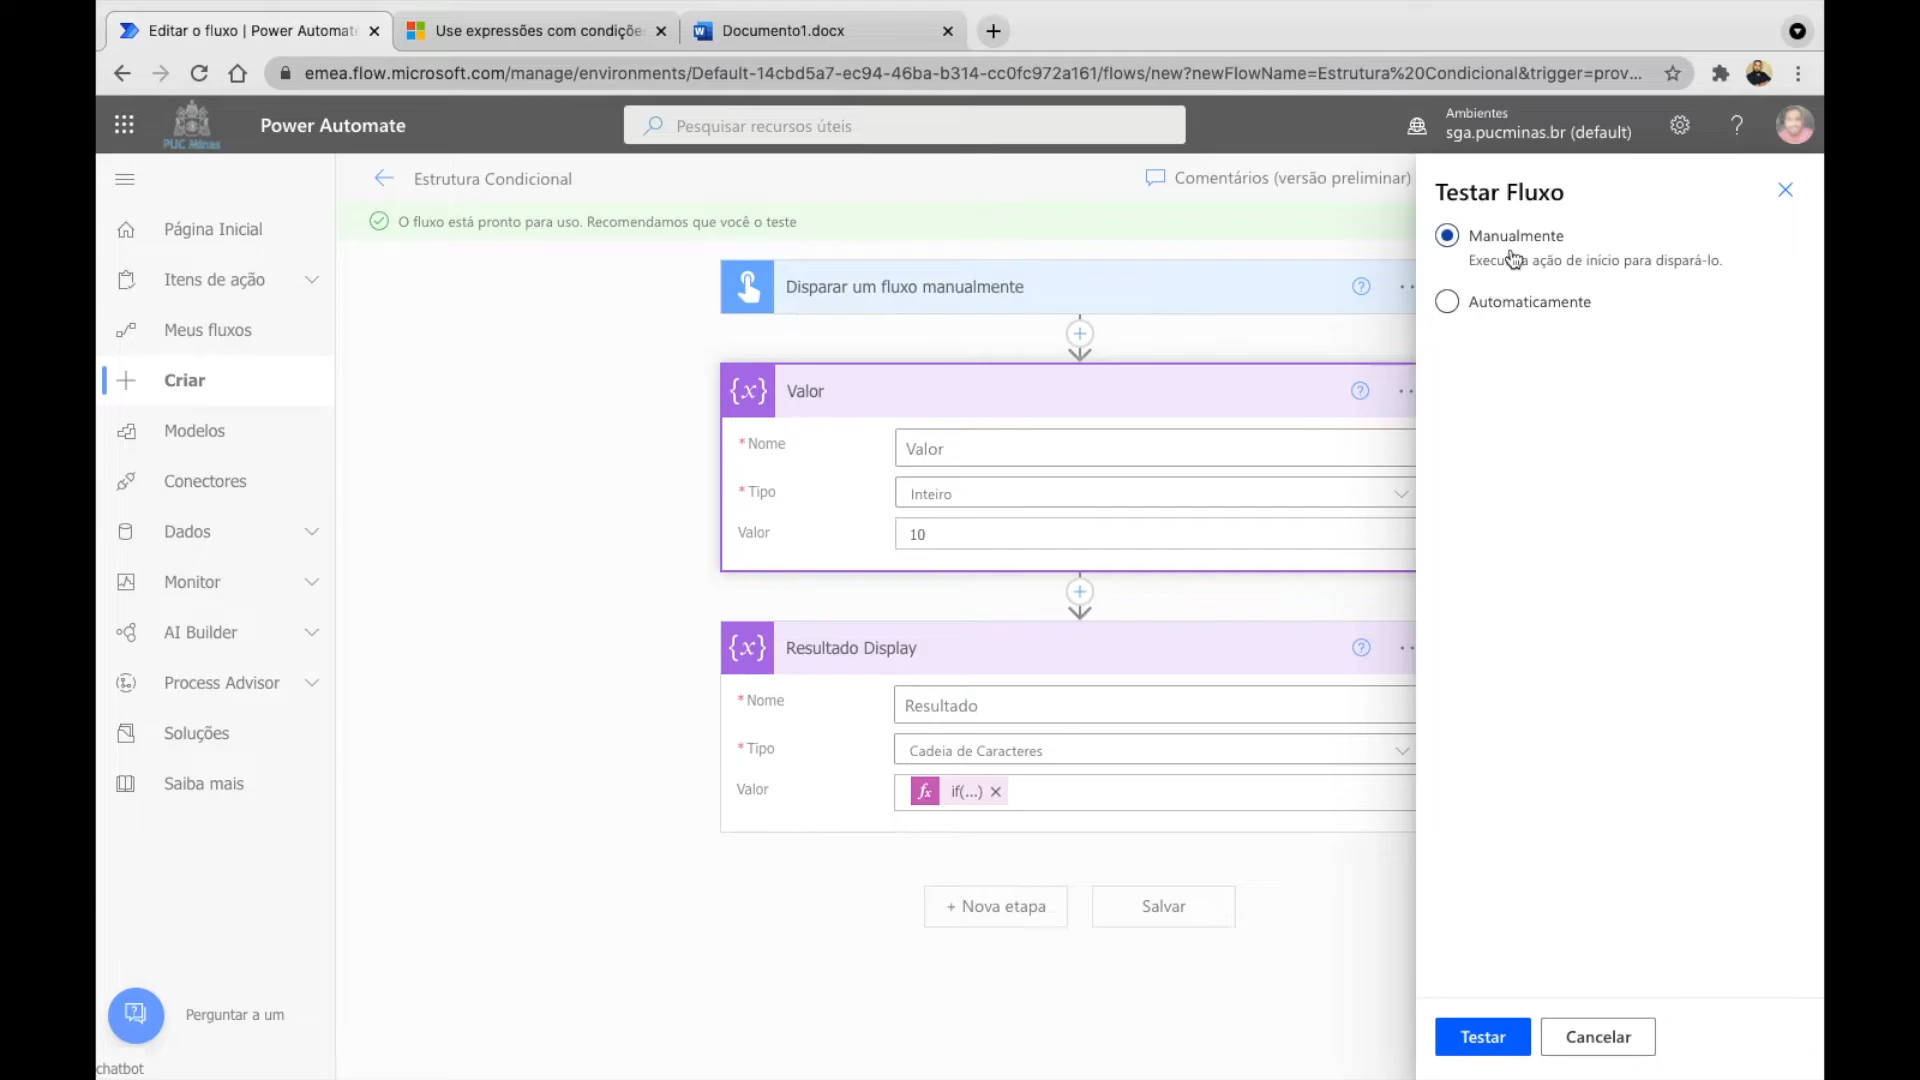 Editar o fluxo | Power Automat
Use expressões com condiçõe
Documento1.docx
emea.flow.microsoft.com/manage/environments/Default-14cbd5a7-ec94-46ba-b314-cc0fc972a161/flows/new?newFlowName=Estrutura%20Condicional&trigger=prov...
PUC Minas
Power Automate
Pesquisar recursos úteis
Ambientes
sga.pucminas.br (default)
Estrutura Condicional
Comentários (versão preliminar)
O fluxo está pronto para uso. Recomendamos que você o teste
Página Inicial
Itens de ação
Meus fluxos
Criar
Modelos
Conectores
Dados
Monitor
AI Builder
Process Advisor
Soluções
Saiba mais
Perguntar a um
chatbot
Disparar um fluxo manualmente
{x} Valor
* Nome
Valor
* Tipo
Inteiro
Valor
10
{x} Resultado Display
* Nome
Resultado
* Tipo
Cadeia de Caracteres
Valor
fx if(...)
+ Nova etapa
Salvar
Testar Fluxo
Manualmente
a ação de início para dispará-lo.
Automaticamente
Testar
Cancelar